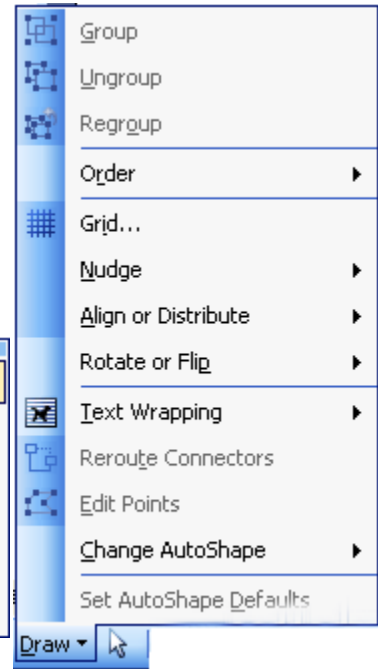 Group
Ungroup
Regroup
Order
Grid...
Nudge
Align or Distribute
Rotate or Flip
Text Wrapping
Reroute Connectors
Edit Points
Change AutoShape
Set AutoShape Defaults
Draw